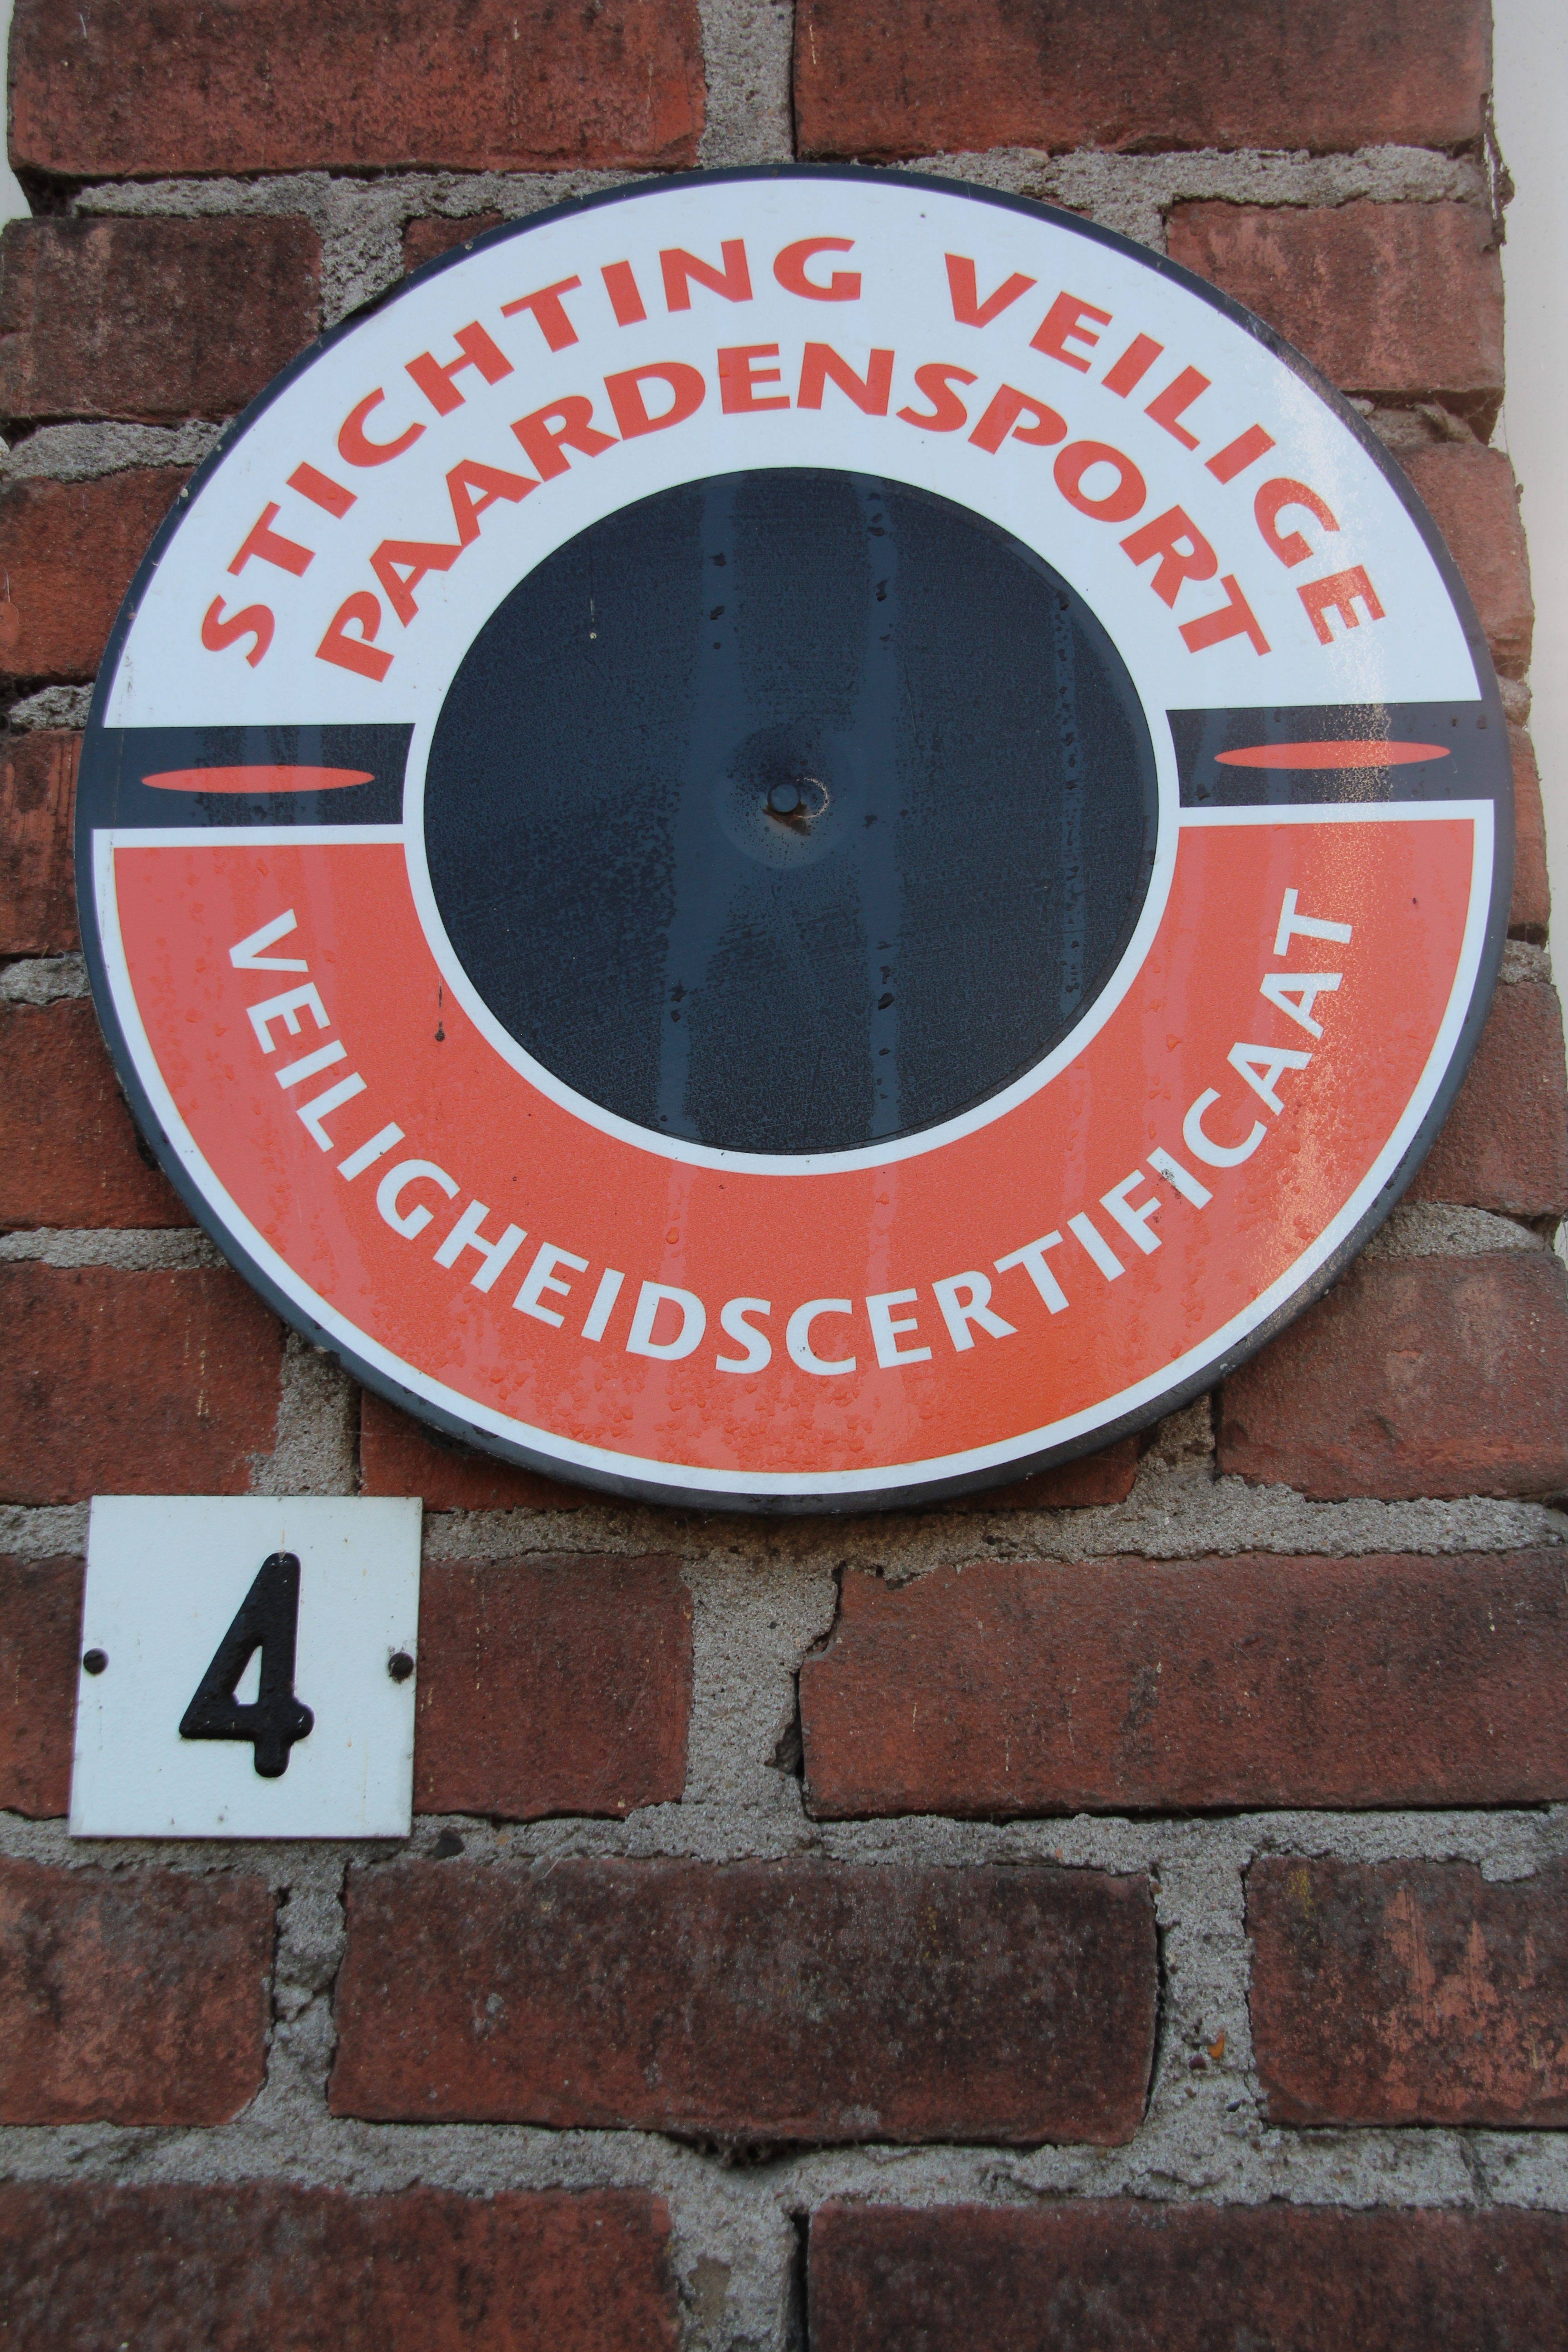 STICHTING VEILIGE
PAARDENSPORT
VEILIGHEIDSCERTIFICAAT
4